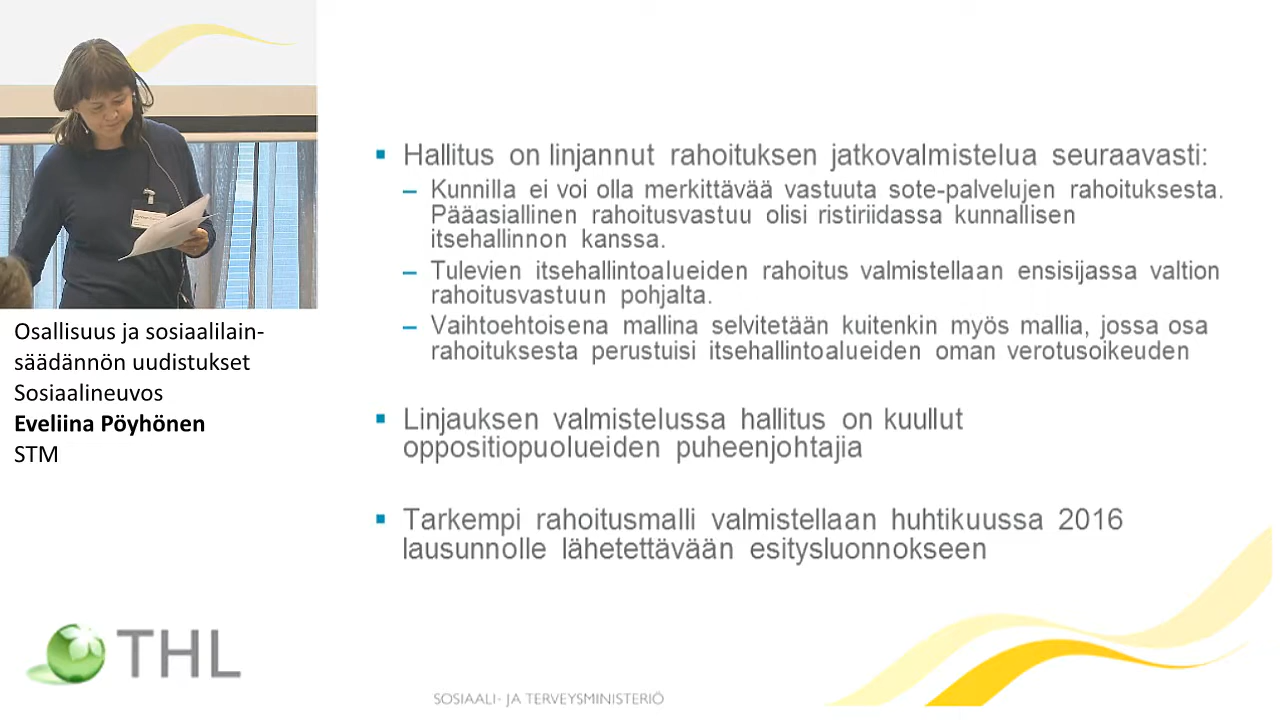 Osallisuus ja sosiaalilain-
säädännön uudistukset
Sosiaalineuvos
Eveliina Pöyhönen
STM
THL
Hallitus on linjannut rahoituksen jatkovalmistelua seuraavasti:
– Kunnilla ei voi olla merkittävää vastuuta sote-palvelujen rahoituksesta.
Pääasiallinen rahoitusvastuu olisi ristiriidassa kunnallisen
itsehallinnon kanssa.
– Tulevien itsehallintoalueiden rahoitus valmistellaan ensisijassa valtion
rahoitusvastuun pohjalta.
– Vaihtoehtoisena mallina selvitetään kuitenkin myös mallia, jossa osa
rahoituksesta perustuisi itsehallintoalueiden oman verotusoikeuden
Linjauksen valmistelussa hallitus on kuullut
oppositiopuolueiden puheenjohtajia
Tarkempi rahoitusmalli valmistellaan huhtikuussa 2016
lausunnolle lähetettävään esitysluonnokseen
SOSIAALI- JA TERVEYSMINISTERIÖ